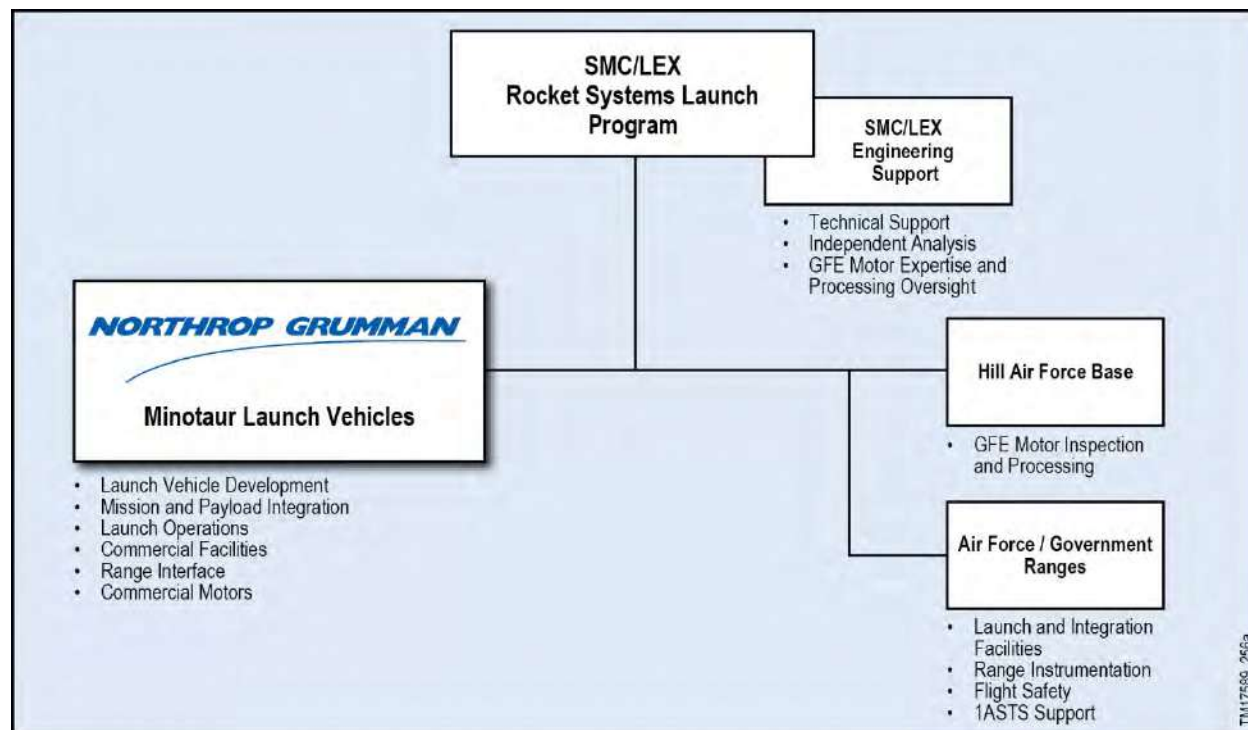 SMC/LEX
Rocket Systems Launch
Program
SMC/LEX
Engineering
Support
• Technical Support
• Independent Analysis
• GFE Motor Expertise and
Processing Oversight
NORTHROP GRUMMAN
Minotaur Launch Vehicles
• Launch Vehicle Development
• Mission and Payload Integration
• Launch Operations
• Commercial Facilities
• Range Interface
• Commercial Motors
Hill Air Force Base
• GFE Motor Inspection
and Processing
Air Force / Government
Ranges
• Launch and Integration
Facilities
• Range Instrumentation
• Flight Safety
• 1ASTS Support
TM17589_256a